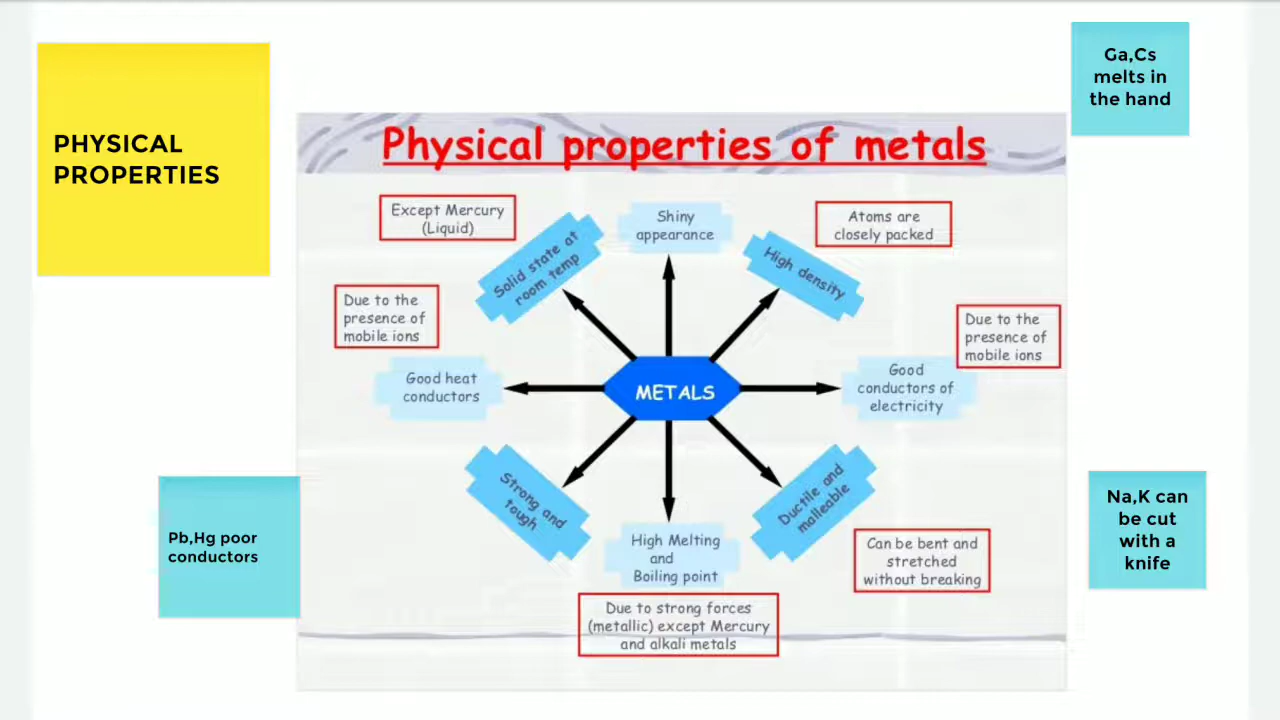 PHYSICAL
PROPERTIES
Ga,Cs
melts in
the hand
Physical properties of metals
Except Mercury
(Liquid)
Solid state at
room temp
Shiny
appearance
High density
Atoms are
closely packed
Due to the
presence of
mobile ions
Good heat
conductors
METALS
Good
conductors of
electricity
Due to the
presence of
mobile ions
Strong and
tough
High Melting
and
Boiling point
Ductile and
malleable
Due to strong forces
(metallic) except Mercury
and alkali metals
Can be bent and
stretched
without breaking
Pb,Hg poor
conductors
Na,K can
be cut
with a
knife